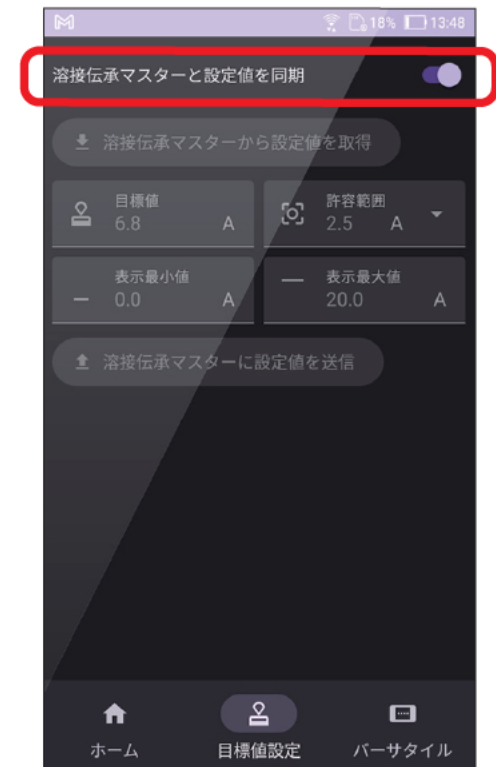 18% 13:48
溶接伝承マスターと設定値を同期
溶接伝承マスターから設定値を取得
目標値
6.8 A
許容範囲
2.5 A
表示最小値
0.0 A
表示最大値
20.0 A
溶接伝承マスターに設定値を送信
ホーム 目標値設定 バーサタイル